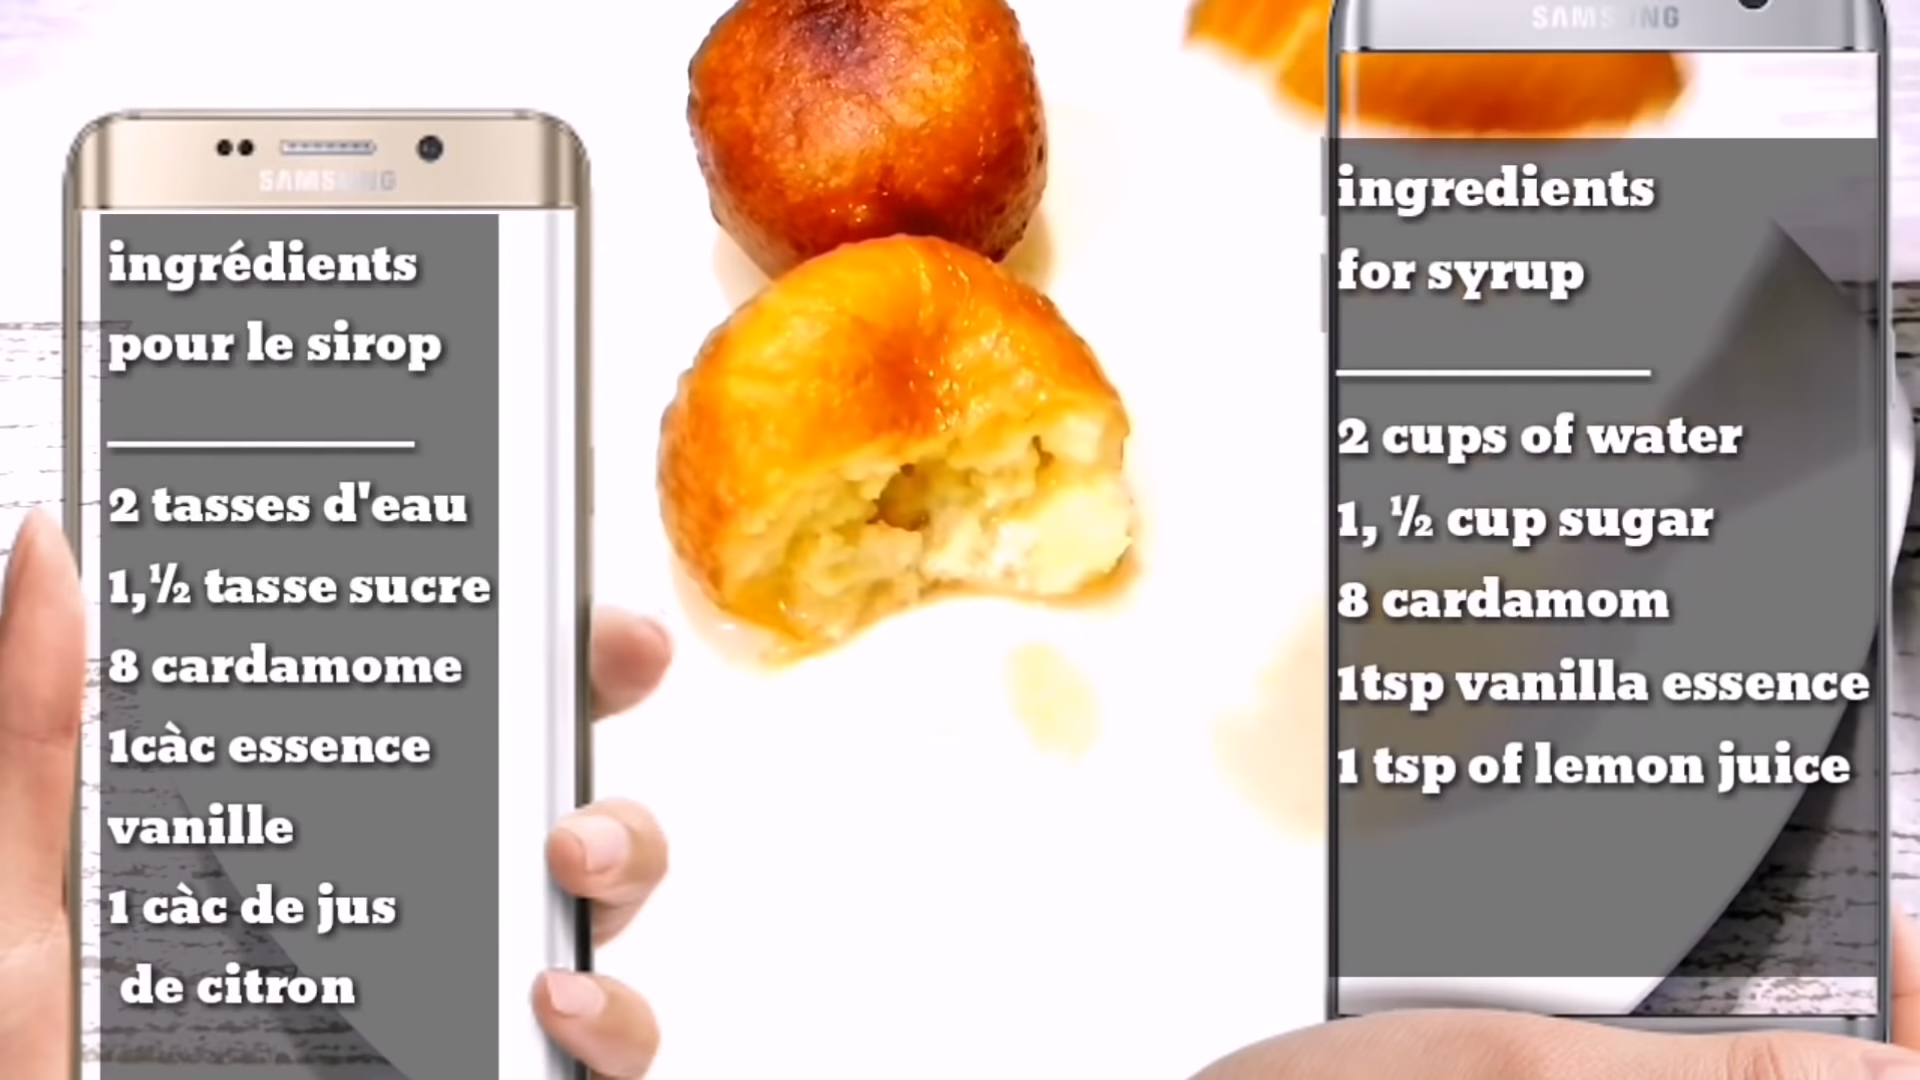 SAMSUNG
ingrédients
pour le sirop
2 tasses d'eau
1,½ tasse sucre
8 cardamome
1càc essence
vanille
1 càc de jus
de citron
SAMSUNG
ingredients
for syrup
2 cups of water
1, ½ cup sugar
8 cardamom
1tsp vanilla essence
1 tsp of lemon juice